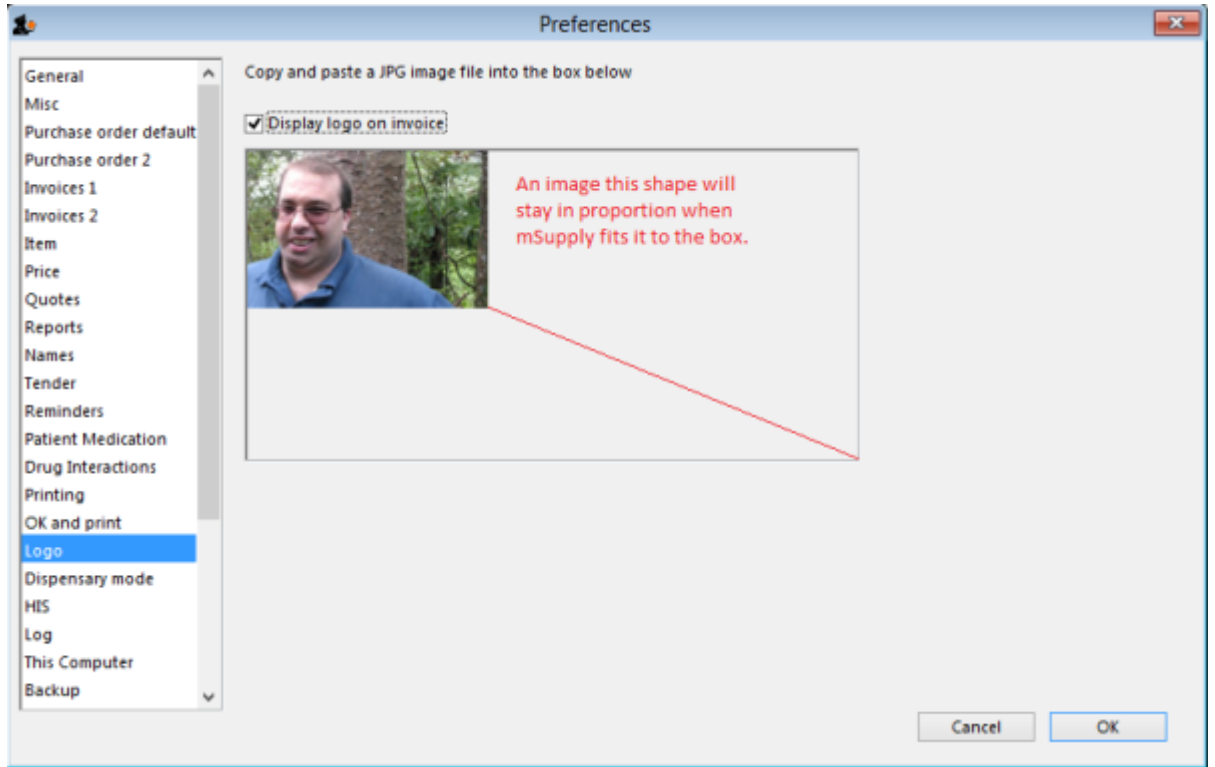 Preferences
General
Misc
Purchase order default
Purchase order 2
Invoices 1
Invoices 2
Item
Price
Quotes
Reports
Names
Tender
Reminders
Patient Medication
Drug Interactions
Printing
OK and print
Logo
Dispensary mode
HIS
Log
This Computer
Backup
Copy and paste a JPG image file into the box below
Display logo on invoice
An image this shape will
stay in proportion when
mSupply fits it to the box.
Cancel
OK